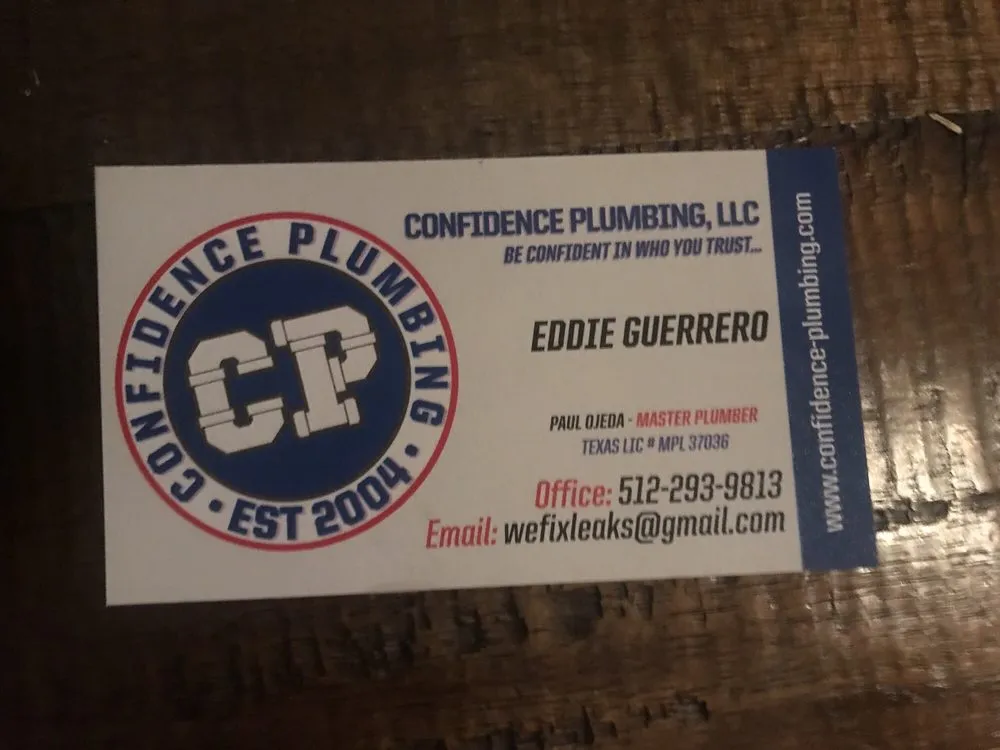 CONFIDENCE PLUMBING
CP
EST 2004
CONFIDENCE PLUMBING, LLC
BE CONFIDENT IN WHO YOU TRUST...
EDDIE GUERRERO
PAUL OJEDA - MASTER PLUMBER
TEXAS LIC # MPL 37036
Office: 512-293-9813
Email: wefixleaks@gmail.com
www.confidence-plumbing.com